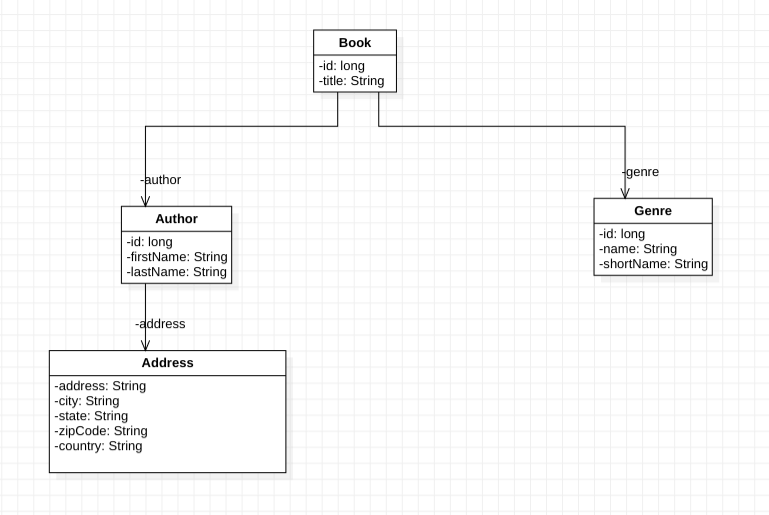 Book
-id: long
-title: String
-author
-genre
Author
-id: long
-firstName: String
-lastName: String
Genre
-id: long
-name: String
-shortName: String
-address
Address
-address: String
-city: String
-state: String
-zipCode: String
-country: String